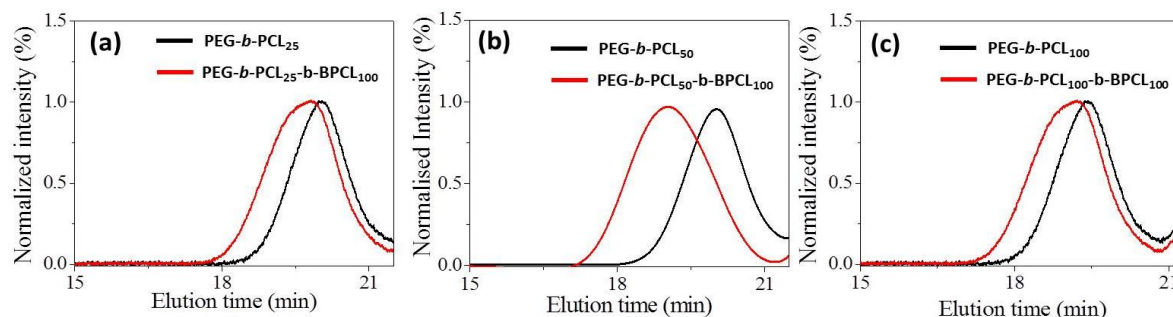 (a)
PEG-b-PCL₂₅
PEG-b-PCL₂₅-b-BPCL₁₀₀
Normalized intensity (%)
1.5
1.0
0.5
0.0
15 18 21
Elution time (min)
(b)
PEG-b-PCL₅₀
PEG-b-PCL₅₀-b-BPCL₁₀₀
Normalised Intensity (%)
1.5
1.0
0.5
0.0
15 18 21
Elution time (min)
(c)
PEG-b-PCL₁₀₀
PEG-b-PCL₁₀₀-b-BPCL₁₀₀
Normalized intensity (%)
1.5
1.0
0.5
0.0
15 18 21
Elution time (min)